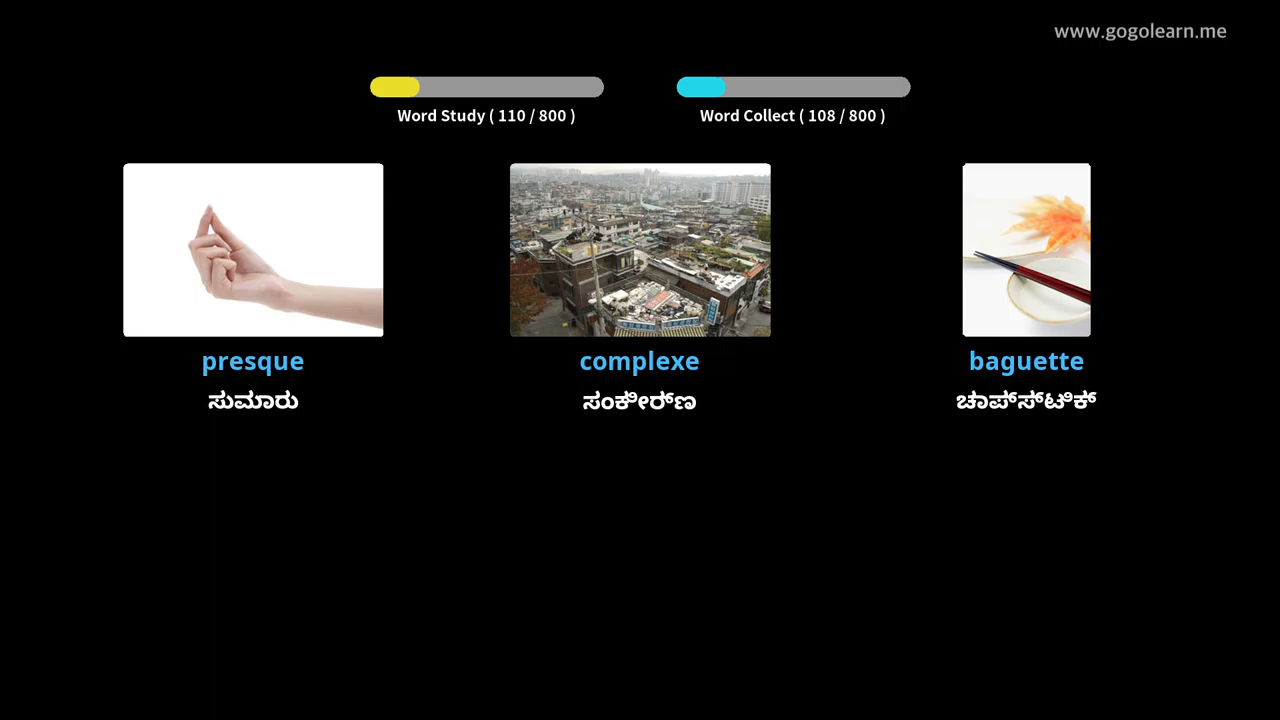 www.gogolearn.me
Word Study ( 110 / 800 )
Word Collect ( 108 / 800 )
presque
complexe
baguette
ಸುಮಾರು
ಸಂಕೀರ್ಣ
ಚಾಪ್‌ಸ್ಟಿಕ್